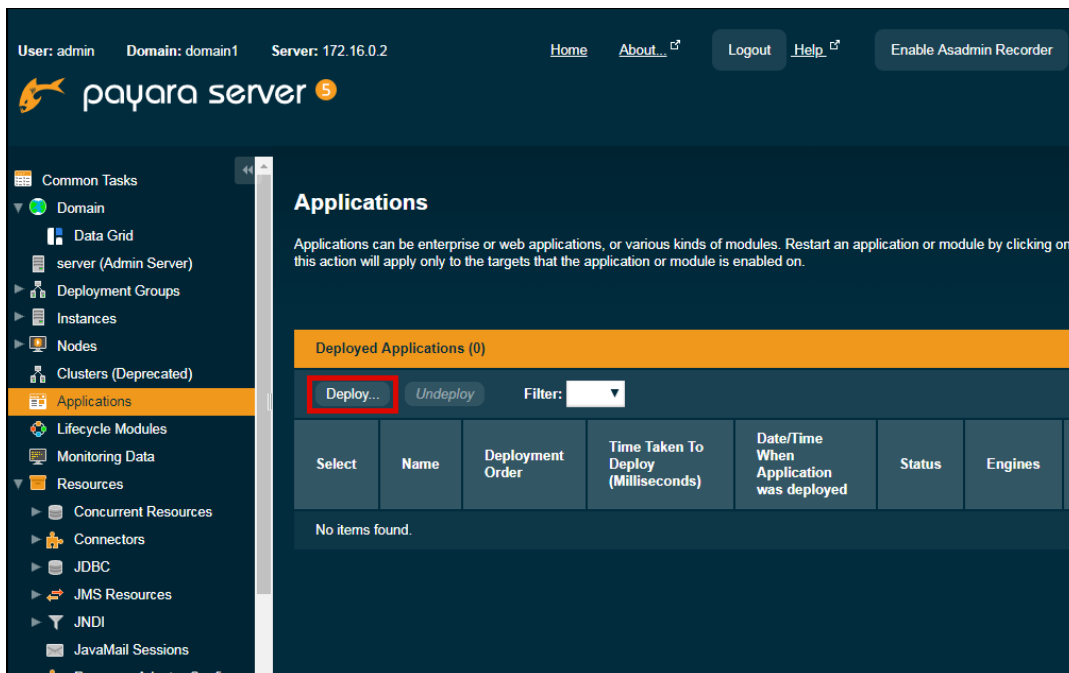 User: admin Domain: domain1 Server: 172.16.0.2 Home About... Logout Help Enable Asadmin Recorder
payara server 5
Common Tasks
Domain
Data Grid
server (Admin Server)
Deployment Groups
Instances
Nodes
Clusters (Deprecated)
Applications
Lifecycle Modules
Monitoring Data
Resources
Concurrent Resources
Connectors
JDBC
JMS Resources
JNDI
JavaMail Sessions
Applications
Applications can be enterprise or web applications, or various kinds of modules. Restart an application or module by clicking on
this action will apply only to the targets that the application or module is enabled on.
Deployed Applications (0)
Deploy... Undeploy Filter:
Select Name Deployment Order Time Taken To Deploy (Milliseconds) Date/Time When Application was deployed Status Engines
No items found.